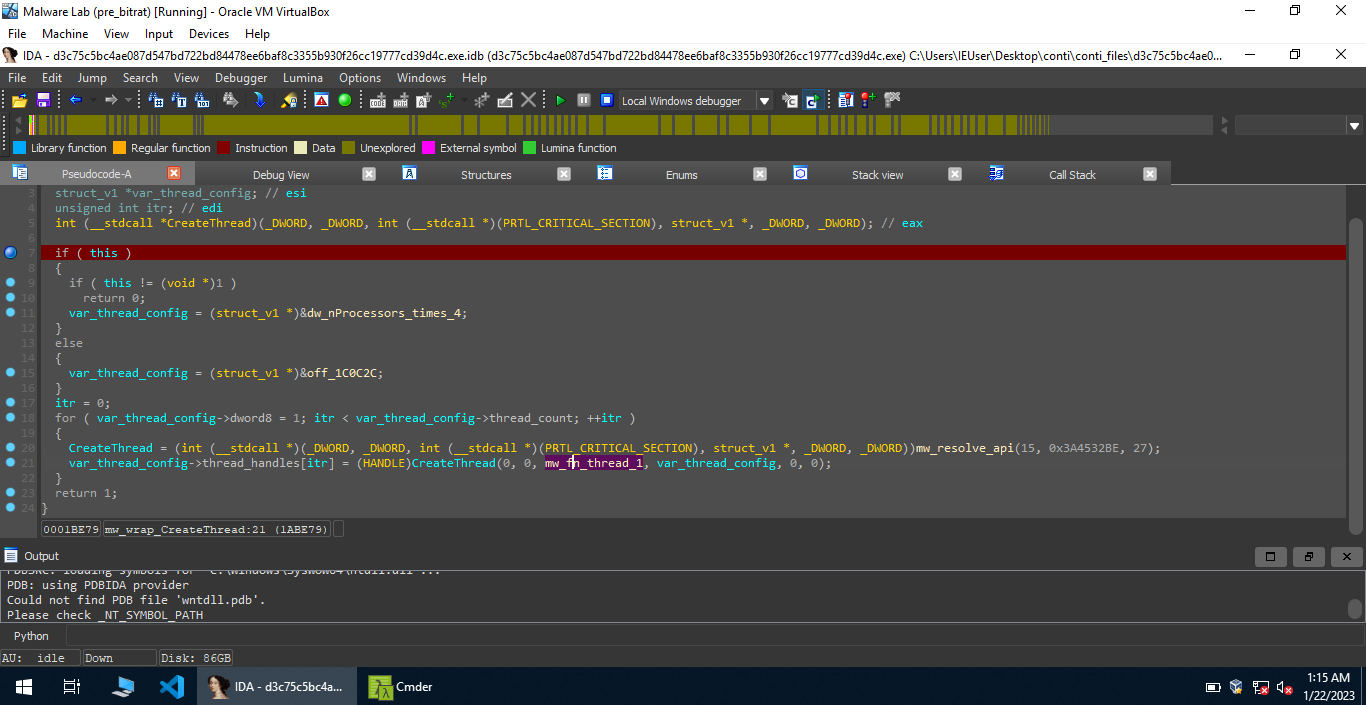 Malware Lab (pre_bitrat) [Running] - Oracle VM VirtualBox
File Machine View Input Devices Help
IDA - d3c75c5bc4ae087d547bd722bd84478ee6baf8c3355b930f26cc19777cd39d4c.exe.idb (d3c75c5bc4ae087d547bd722bd84478ee6baf8c3355b930f26cc19777cd39d4c.exe) C:\Users\IEUser\Desktop\conti\conti_files\d3c75c5bc4ae0...
File Edit Jump Search View Debugger Lumina Options Windows Help
Local Windows debugger
Library function Regular function Instruction Data Unexplored External symbol Lumina function
Pseudocode-A Debug View Structures Enums Stack view Call Stack
3 struct_v1 *var_thread_config; // esi
4 unsigned int itr; // edi
5 int (__stdcall *CreateThread)(_DWORD, _DWORD, int (__stdcall *)(PRTL_CRITICAL_SECTION), struct_v1 *, _DWORD, _DWORD); // eax
6
7 if ( this )
8 {
9 if ( this != (void *)1 )
10 return 0;
11 var_thread_config = (struct_v1 *)&dw_nProcessors_times_4;
12 }
13 else
14 {
15 var_thread_config = (struct_v1 *)&off_1C0C2C;
16 }
17 itr = 0;
18 for ( var_thread_config->dword8 = 1; itr < var_thread_config->thread_count; ++itr )
19 {
20 CreateThread = (int (__stdcall *)(_DWORD, _DWORD, int (__stdcall *)(PRTL_CRITICAL_SECTION), struct_v1 *, _DWORD, _DWORD))mw_resolve_api(15, 0x3A4532BE, 27);
21 var_thread_config->thread_handles[itr] = (HANDLE)CreateThread(0, 0, mw_fn_thread_1, var_thread_config, 0, 0);
22 }
23 return 1;
24 }
0001BE79 mw_wrap_CreateThread:21 (1ABE79)
Output
PDBSRC: loading symbols for 'C:\Windows\SysWOW64\ntdll.dll'...
PDB: using PDBIDA provider
Could not find PDB file 'wntdll.pdb'.
Please check _NT_SYMBOL_PATH
Python
AU: idle Down Disk: 86GB
IDA - d3c75c5bc4a... Cmder
1:15 AM
1/22/2023